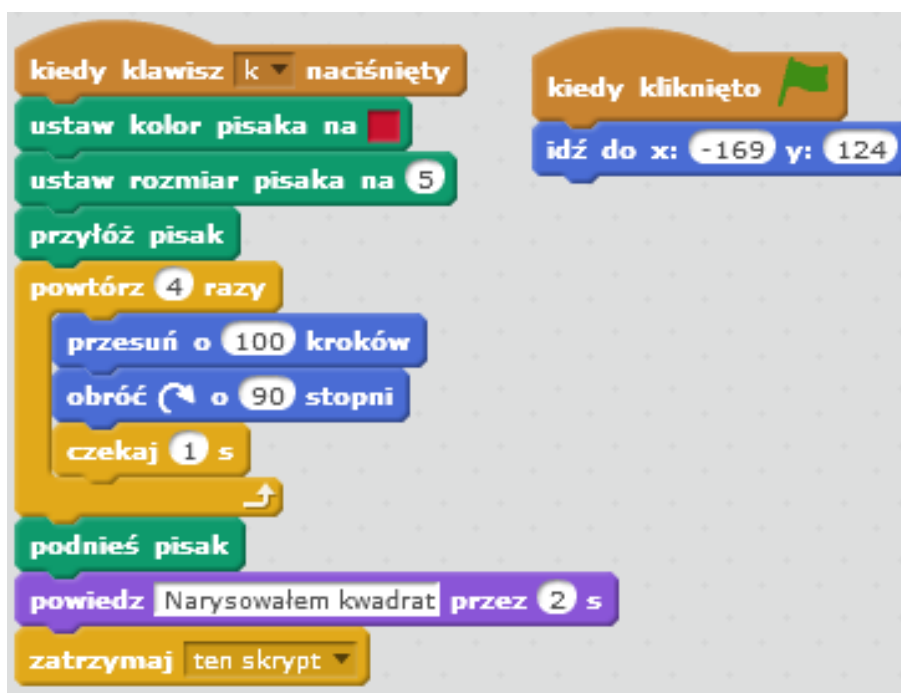 kiedy klawisz k naciśnięty
ustaw kolor pisaka na
ustaw rozmiar pisaka na 5
przyłóż pisak
powtórz 4 razy
przesuń o 100 kroków
obróć o 90 stopni
czekaj 1 s
podnieś pisak
powiedz Narysowałem kwadrat przez 2 s
zatrzymaj ten skrypt
kiedy kliknięto
idź do x: -169 y: 124